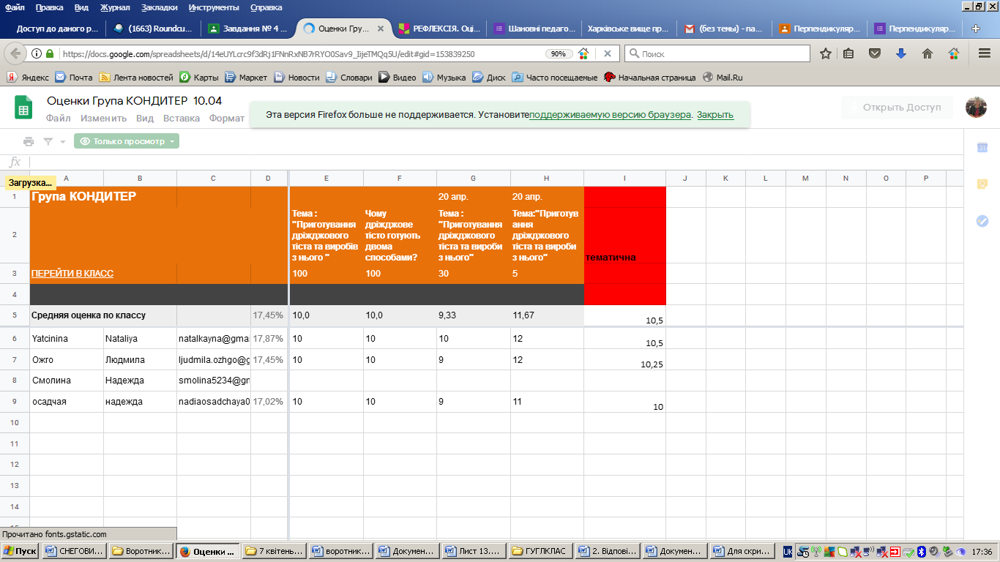 Файл Правка Вид Журнал Закладки Инструменты Справка
Доступ до даного р... (1663) Roundcu... Завдання № 4 ... Оценки Гру... РЕФЛЕКСІЯ. Оці... Шановні педаго... Харківське вище пр... (без темы) - па... Перпендикуляр... Перпендикуляр...
https://docs.google.com/spreadsheets/d/14eUYLcrc9f3dRj1FNnRxNB7rRYO0Sav9_IijeTMQq5U/edit#gid=153839250 90% Поиск
Яндекс Почта Лента новостей Карты Маркет Новости Словари Видео Музыка Диск Часто посещаемые Начальная страница Mail.Ru
Оценки Група КОНДИТЕР 10.04
Файл Изменить Вид Вставка Формат
Эта версия Firefox больше не поддерживается. Установитеподдерживаемую версию браузера. Закрыть
Открыть Доступ
Только просмотр
31
fx
Загрузка...
A B C D E F G H I J K L M N O P
1 Група КОНДИТЕР 20 апр. 20 апр.
2
Тема :
"Приготування
дріжджового
тіста та виробів
з нього "
Чому
дріжджове
тісто готують
двома
способами?
Тема :
"Приготування
дріжджового
тіста та вироби
з нього"
Тема:"Приготув
ання
дріжджового
тіста та вироби
з нього"
тематична
3 ПЕРЕЙТИ В КЛАСС 100 100 30 5
4
5 Средняя оценка по классу 17,45% 10,0 10,0 9,33 11,67 10,5
6 Yatcinina Nataliya natalkayna@gma 17,87% 10 10 10 12 10,5
7 Ожго Людмила ljudmila.ozhgo@g 17,45% 10 10 9 12 10,25
8 Смолина Надежда smolina5234@gm
9 осадчая надежда nadiaosadchaya0 17,02% 10 10 9 11 10
10
11
12
13
14
15
Прочитано fonts.gstatic.com
Пуск СНЕГОВИ... Воротник... Оценки ... 7 квітень... воротник... Докумен... Лист 13.... ГУГЛКЛАС 2. Відпові... Докумен... Для скри... UK 17:36